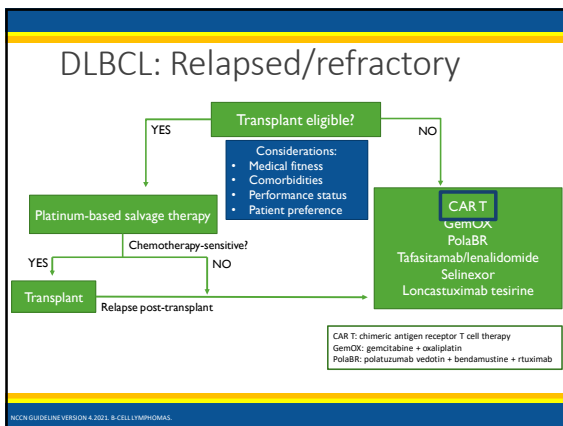 DLBCL: Relapsed/refractory
Transplant eligible?
YES
NO
Considerations:
• Medical fitness
• Comorbidities
• Performance status
• Patient preference
Platinum-based salvage therapy
CAR T
GemOX
PolaBR
Tafasitamab/lenalidomide
Selinexor
Loncastuximab tesirine
Chemotherapy-sensitive?
YES
NO
Transplant
Relapse post-transplant
CAR T: chimeric antigen receptor T cell therapy
GemOX: gemcitabine + oxaliplatin
PolaBR: polatuzumab vedotin + bendamustine + rtuximab
NCCN GUIDELINE VERSION 4.2021. B-CELL LYMPHOMAS.